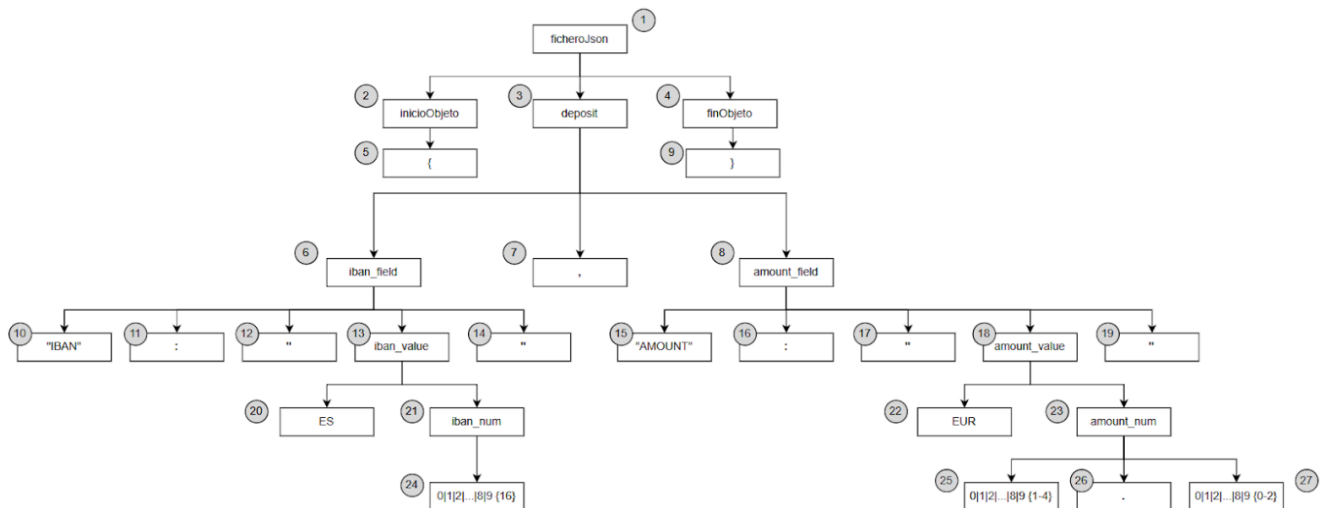 1
ficheroJson
2
3
4
inicioObjeto
deposit
finObjeto
5
{
9
}
6
7
8
iban_field
,
amount_field
10
"IBAN"
11
:
12
"
13
iban_value
14
"
15
"AMOUNT"
16
:
17
"
18
amount_value
19
"
20
ES
21
iban_num
22
EUR
23
amount_num
24
0|1|2|...|8|9 {16}
25
0|1|2|...|8|9 {1-4}
26
.
27
0|1|2|...|8|9 {0-2}